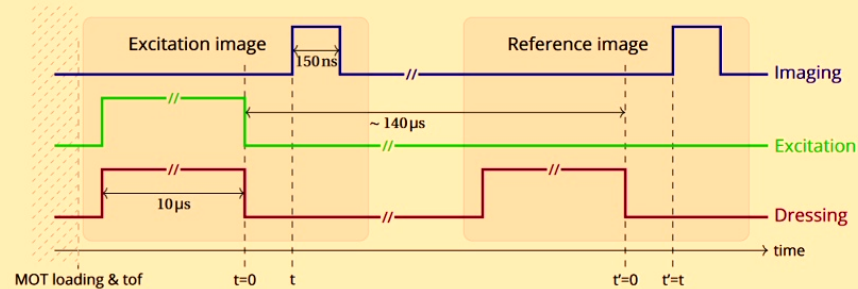 Excitation image
Reference image
150 ns
Imaging
~ 140 µs
Excitation
10 µs
Dressing
time
MOT loading & tof
t=0
t
t'=0
t'=t